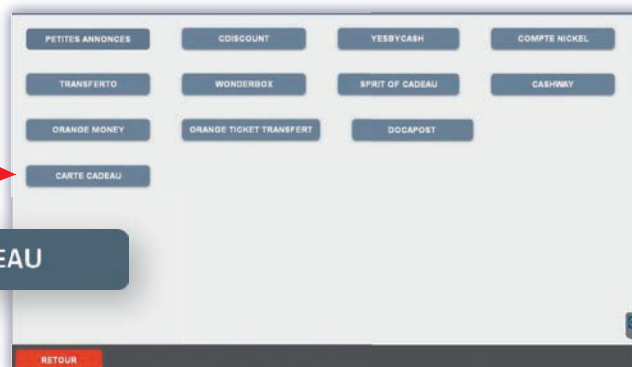 PETITES ANNONCES CDISCOUNT YESBYCASH COMPTE NICKEL
TRANSFERTO WONDERBOX SPRIT OF CADEAU CASHWAY
ORANGE MONEY ORANGE TICKET TRANSFERT DOCAPOST
CARTE CADEAU
EAU
RETOUR